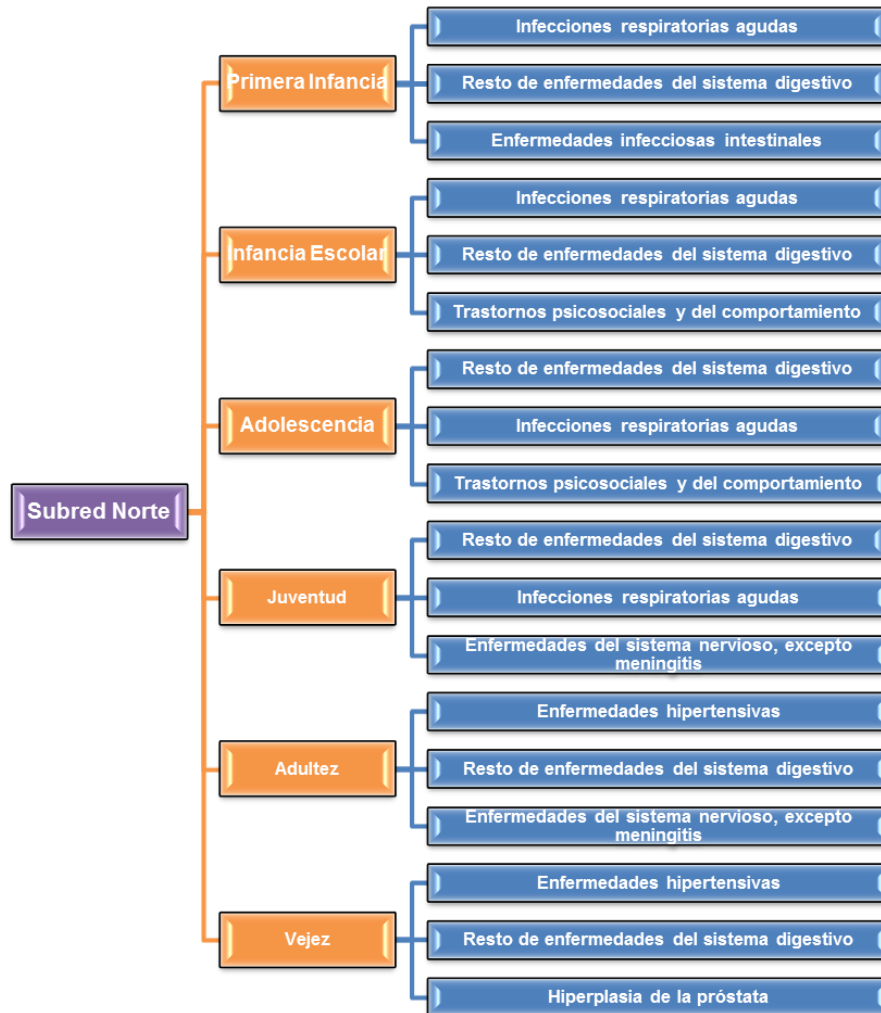 Subred Norte
Primera Infancia
Infecciones respiratorias agudas
Resto de enfermedades del sistema digestivo
Enfermedades infecciosas intestinales
Infancia Escolar
Infecciones respiratorias agudas
Resto de enfermedades del sistema digestivo
Trastornos psicosociales y del comportamiento
Adolescencia
Resto de enfermedades del sistema digestivo
Infecciones respiratorias agudas
Trastornos psicosociales y del comportamiento
Juventud
Resto de enfermedades del sistema digestivo
Infecciones respiratorias agudas
Enfermedades del sistema nervioso, excepto
meningitis
Adultez
Enfermedades hipertensivas
Resto de enfermedades del sistema digestivo
Enfermedades del sistema nervioso, excepto
meningitis
Vejez
Enfermedades hipertensivas
Resto de enfermedades del sistema digestivo
Hiperplasia de la próstata